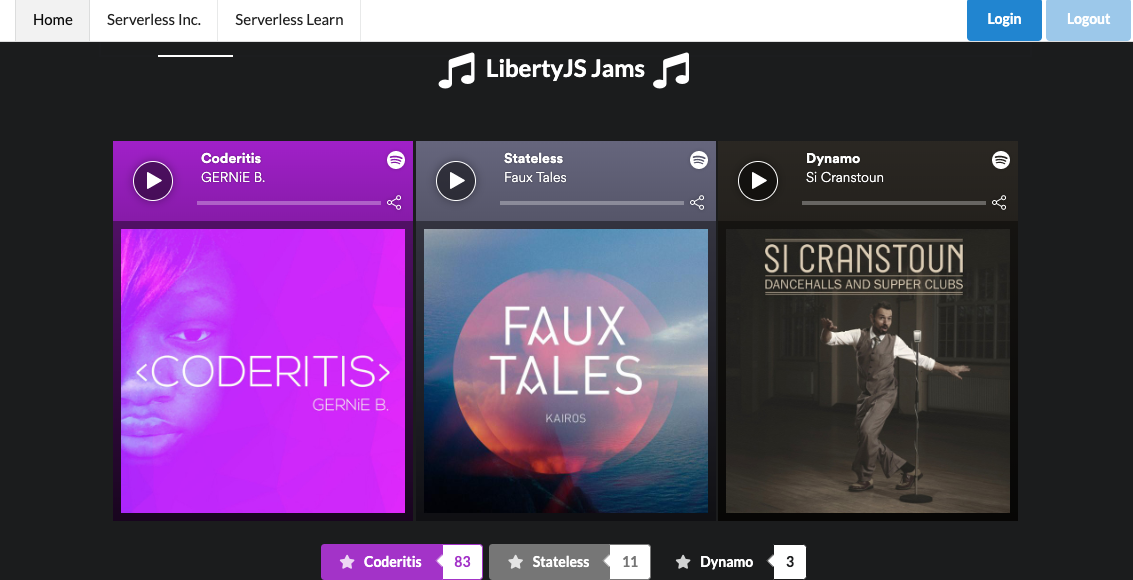 Home Serverless Inc. Serverless Learn Login Logout
LibertyJS Jams
Coderitis
GERNiE B.
Stateless
Faux Tales
Dynamo
Si Cranstoun
<CODERITIS>
GERNiE B.
FAUX
TALES
KAIROS
SI CRANSTOUN
DANCEHALLS AND SUPPER CLUBS
Coderitis 83 Stateless 11 Dynamo 3